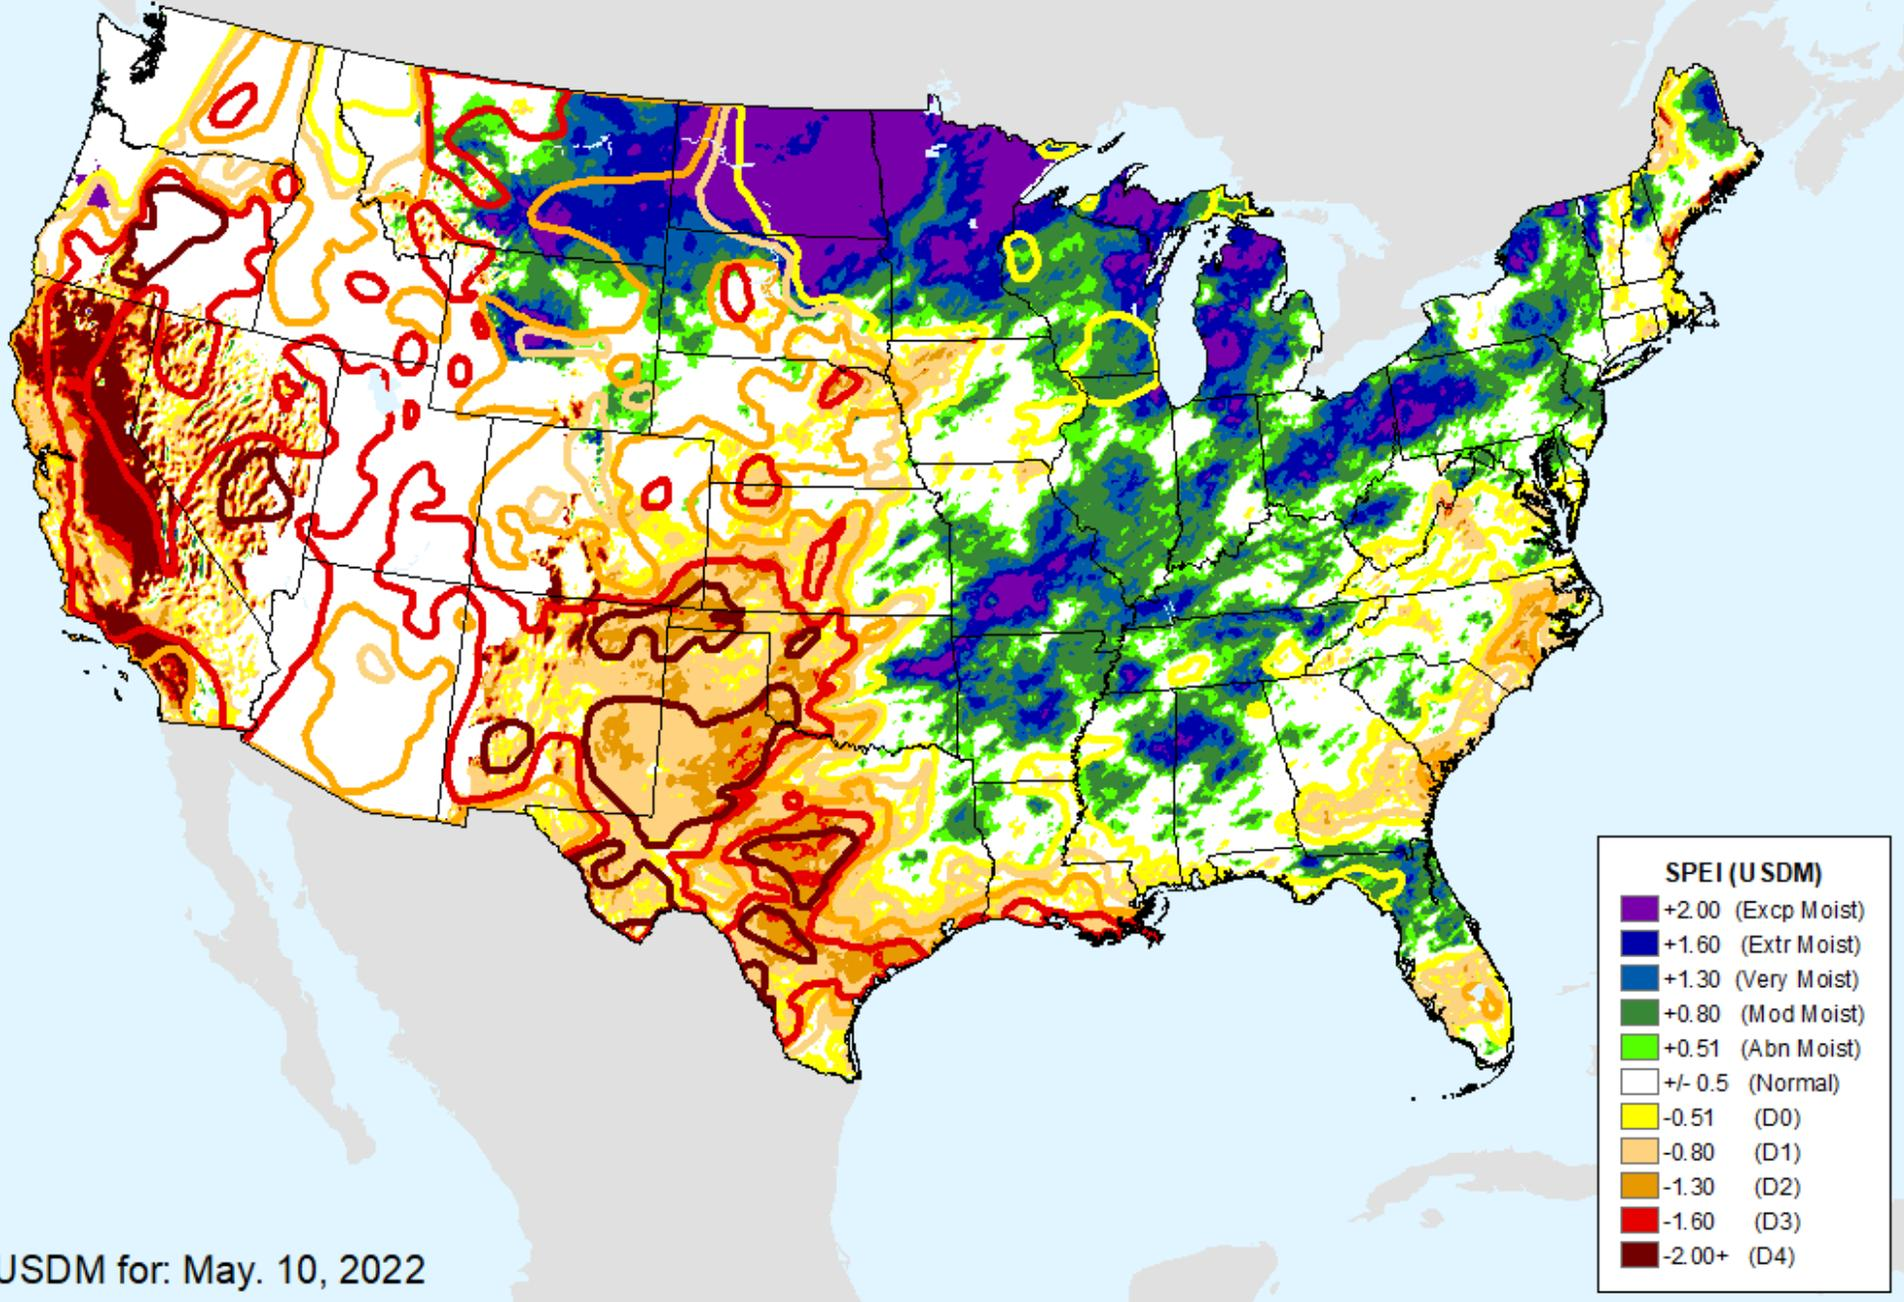 SPEI (USDM)
+2.00 (Excp Moist)
+1.60 (Extr Moist)
+1.30 (Very Moist)
+0.80 (Mod Moist)
+0.51 (Abn Moist)
+/- 0.5 (Normal)
-0.51 (D0)
-0.80 (D1)
-1.30 (D2)
-1.60 (D3)
-2.00+ (D4)
USDM for: May. 10, 2022